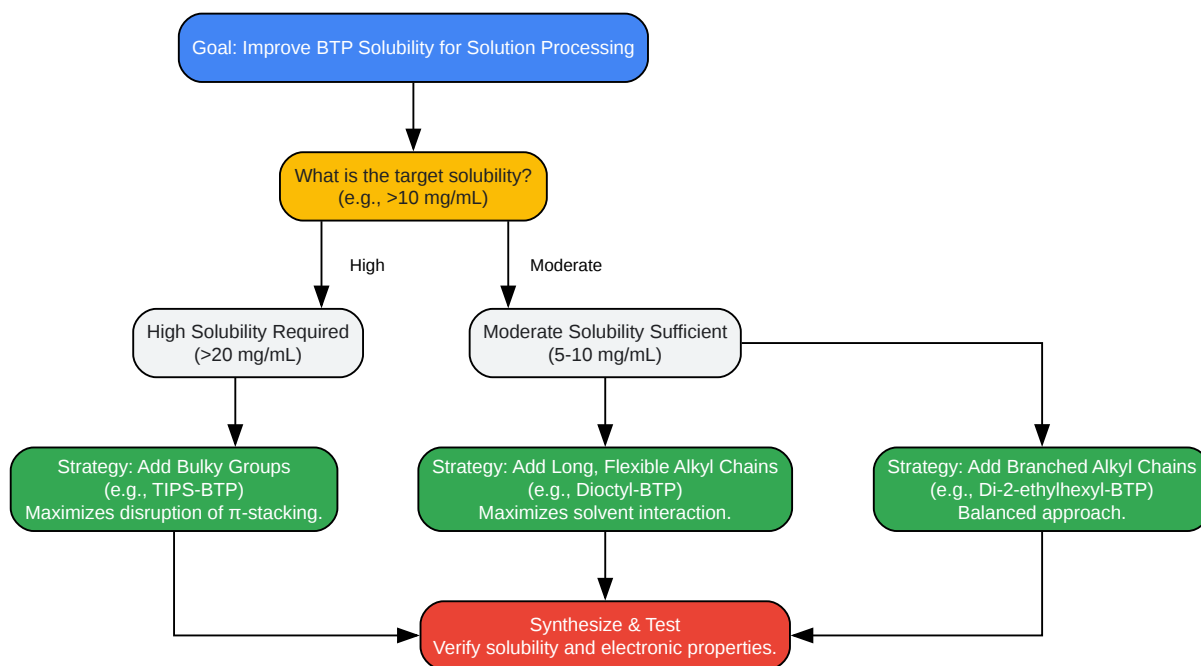 Goal: Improve BTP Solubility for Solution Processing
What is the target solubility?
(e.g., >10 mg/mL)
High
Moderate
High Solubility Required
(>20 mg/mL)
Moderate Solubility Sufficient
(5-10 mg/mL)
Strategy: Add Bulky Groups
(e.g., TIPS-BTP)
Maximizes disruption of π-stacking.
Strategy: Add Long, Flexible Alkyl Chains
(e.g., Dioctyl-BTP)
Maximizes solvent interaction.
Strategy: Add Branched Alkyl Chains
(e.g., Di-2-ethylhexyl-BTP)
Balanced approach.
Synthesize & Test
Verify solubility and electronic properties.